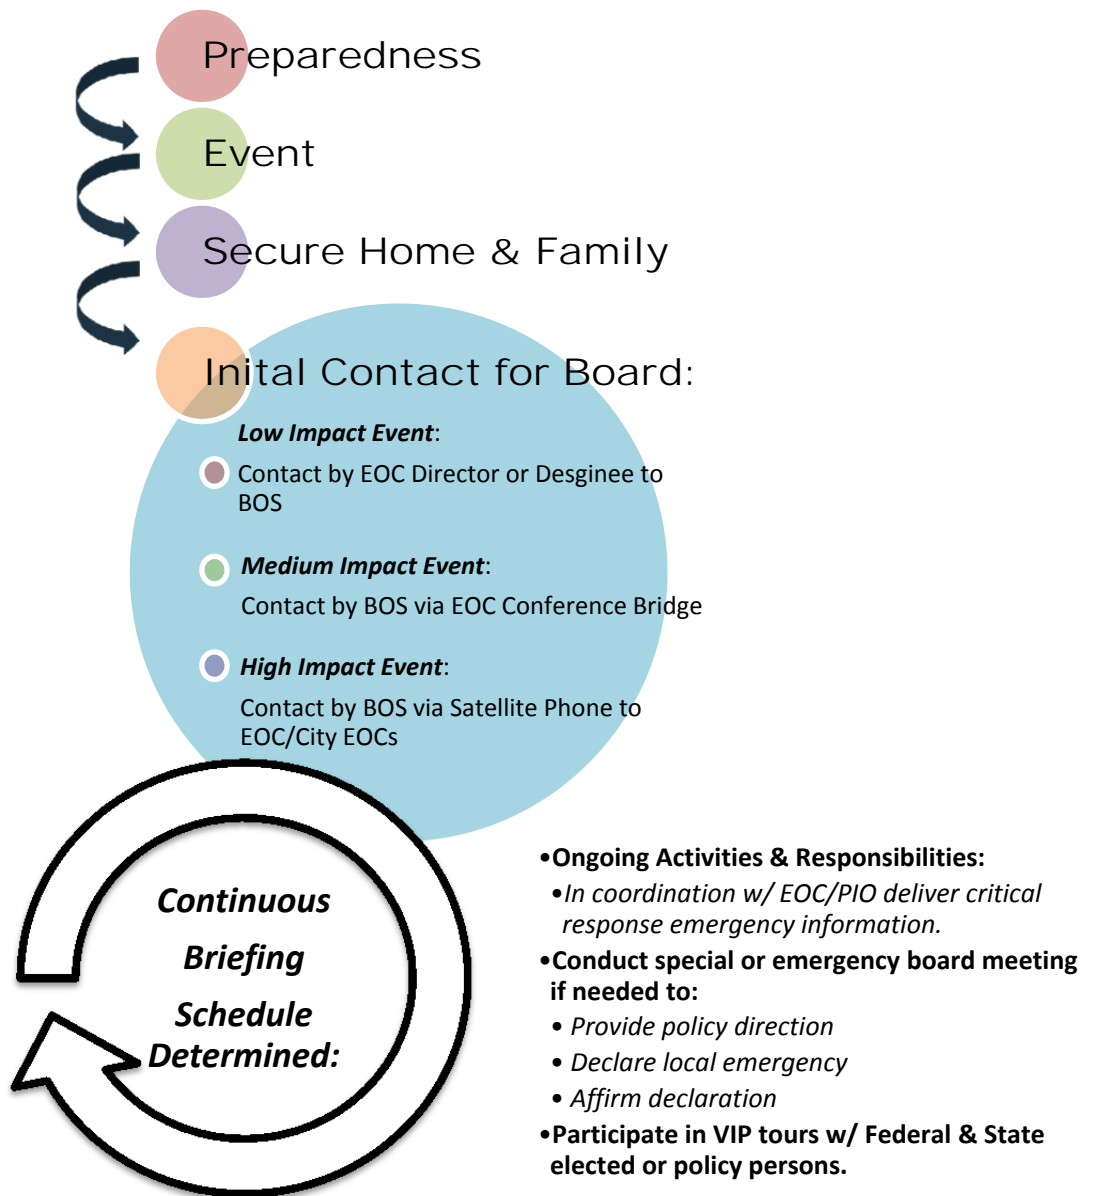 Preparedness
Event
Secure Home & Family
Inital Contact for Board:
Low Impact Event:
Contact by EOC Director or Desginee to
BOS
Medium Impact Event:
Contact by BOS via EOC Conference Bridge
High Impact Event:
Contact by BOS via Satellite Phone to
EOC/City EOCs
Continuous
Briefing
Schedule
Determined:
•Ongoing Activities & Responsibilities:
•In coordination w/ EOC/PIO deliver critical
response emergency information.
•Conduct special or emergency board meeting
if needed to:
• Provide policy direction
• Declare local emergency
• Affirm declaration
•Participate in VIP tours w/ Federal & State
elected or policy persons.